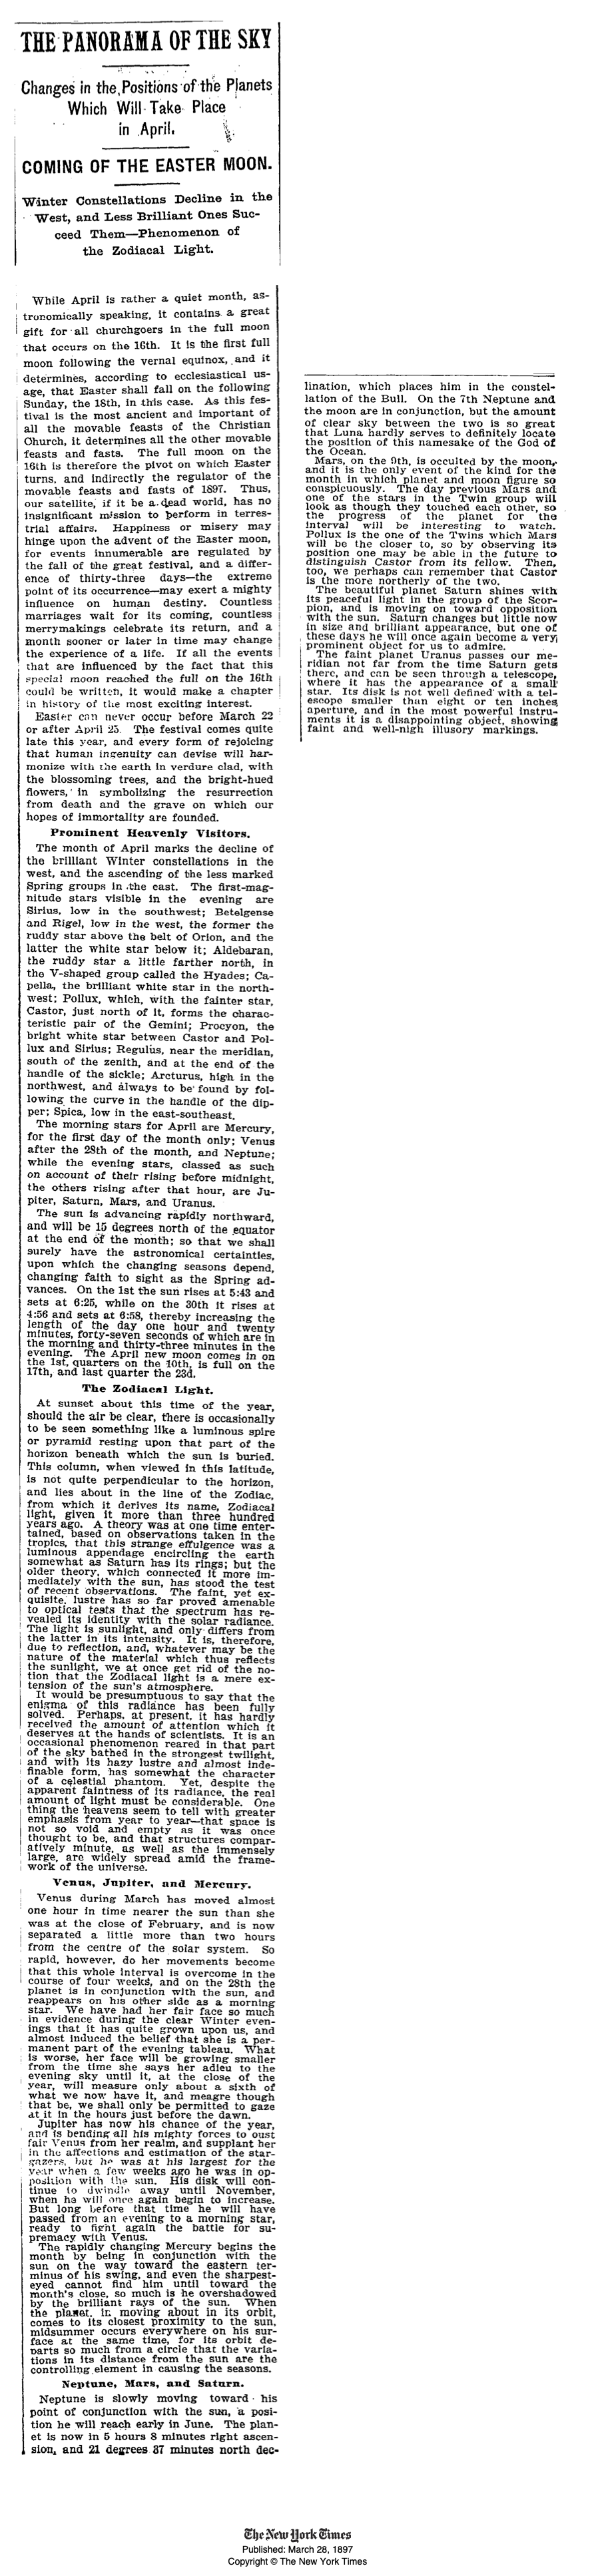 THE PANORAMA OF THE SKY
Changes in the Positions of the Planets
Which Will Take Place
in April.
COMING OF THE EASTER MOON.
Winter Constellations Decline in the
West, and Less Brilliant Ones Suc-
ceed Them—Phenomenon of
the Zodiacal Light.
While April is rather a quiet month, as-
tronomically speaking, it contains a great
gift for all churchgoers in the full moon
that occurs on the 16th. It is the first full
moon following the vernal equinox, and it
determines, according to ecclesiastical us-
age, that Easter shall fall on the following
Sunday, the 18th, in this case. As this fes-
tival is the most ancient and important of
all the movable feasts of the Christian
Church, it determines all the other movable
feasts and fasts. The full moon on the
16th is therefore the pivot on which Easter
turns, and indirectly the regulator of the
movable feasts and fasts of 1897. Thus,
our satellite, if it be a dead world, has no
insignificant mission to perform in terres-
trial affairs. Happiness or misery may
hinge upon the advent of the Easter moon,
for events innumerable are regulated by
the fall of the great festival, and a differ-
ence of thirty-three days—the extreme
point of its occurrence—may exert a mighty
influence on human destiny. Countless
marriages wait for its coming, countless
merrymakings celebrate its return, and a
month sooner or later in time may change
the experience of a life. If all the events
that are influenced by the fact that this
special moon reached the full on the 16th
could be written, it would make a chapter
in history of the most exciting interest.
Easter can never occur before March 22
or after April 25. The festival comes quite
late this year, and every form of rejoicing
that human ingenuity can devise will har-
monize with the earth in verdure clad, with
the blossoming trees, and the bright-hued
flowers, in symbolizing the resurrection
from death and the grave on which our
hopes of immortality are founded.
Prominent Heavenly Visitors.
The month of April marks the decline of
the brilliant Winter constellations in the
west, and the ascending of the less marked
Spring groups in the east. The first-mag-
nitude stars visible in the evening are
Sirius, low in the southwest; Betelgense
and Rigel, low in the west, the former the
ruddy star above the belt of Orion, and the
latter the white star below it; Aldebaran,
the ruddy star a little farther north, in
the V-shaped group called the Hyades; Ca-
pella, the brilliant white star in the north-
west; Pollux, which, with the fainter star,
Castor, just north of it, forms the charac-
teristic pair of the Gemini; Procyon, the
bright white star between Castor and Pol-
lux and Sirius; Regulus, near the meridian,
south of the zenith, and at the end of the
handle of the sickle; Arcturus, high in the
northwest, and always to be found by fol-
lowing the curve in the handle of the dip-
per; Spica, low in the east-southeast.
The morning stars for April are Mercury,
for the first day of the month only; Venus
after the 28th of the month, and Neptune;
while the evening stars, classed as such
on account of their rising before midnight,
the others rising after that hour, are Ju-
piter, Saturn, Mars, and Uranus.
The sun is advancing rapidly northward,
and will be 15 degrees north of the equator
at the end of the month; so that we shall
surely have the astronomical certainties,
upon which the changing seasons depend,
changing faith to sight as the Spring ad-
vances. On the 1st the sun rises at 5:43 and
sets at 6:25, while on the 30th it rises at
4:56 and sets at 6:58, thereby increasing the
length of the day one hour and twenty
minutes, forty-seven seconds of which are in
the morning and thirty-three minutes in the
evening. The April new moon comes in on
the 1st, quarters on the 10th, is full on the
17th, and last quarter the 23d.
The Zodiacal Light.
At sunset about this time of the year,
should the air be clear, there is occasionally
to be seen something like a luminous spire
or pyramid resting upon that part of the
horizon beneath which the sun is buried.
This column, when viewed in this latitude,
is not quite perpendicular to the horizon,
and lies about in the line of the Zodiac,
from which it derives its name, Zodiacal
light, given it more than three hundred
years ago. A theory was at one time enter-
tained, based on observations taken in the
tropics, that this strange effulgence was a
luminous appendage encircling the earth
somewhat as Saturn has its rings; but the
older theory, which connected it more im-
mediately with the sun, has stood the test
of recent observations. The faint, yet ex-
quisite, lustre has so far proved amenable
to optical tests that the spectrum has re-
vealed its identity with the solar radiance.
The light is sunlight, and only differs from
the latter in its intensity. It is, therefore,
due to reflection, and, whatever may be the
nature of the material which thus reflects
the sunlight, we at once get rid of the no-
tion that the Zodiacal light is a mere ex-
tension of the sun's atmosphere.
It would be presumptuous to say that the
enigma of this radiance has been fully
solved. Perhaps, at present, it has hardly
received the amount of attention which it
deserves at the hands of scientists. It is an
occasional phenomenon reared in that part
of the sky bathed in the strongest twilight,
and with its hazy lustre and almost inde-
finable form, has somewhat the character
of a celestial phantom. Yet, despite the
apparent faintness of its radiance, the real
amount of light must be considerable. One
thing the heavens seem to tell with greater
emphasis from year to year—that space is
not so void and empty as it was once
thought to be, and that structures compar-
atively minute, as well as the immensely
large, are widely spread amid the frame-
work of the universe.
Venus, Jupiter, and Mercury.
Venus during March has moved almost
one hour in time nearer the sun than she
was at the close of February, and is now
separated a little more than two hours
from the centre of the solar system. So
rapid, however, do her movements become
that this whole interval is overcome in the
course of four weeks, and on the 28th the
planet is in conjunction with the sun, and
reappears on his other side as a morning
star. We have had her fair face so much
in evidence during the clear Winter even-
ings that it has quite grown upon us, and
almost induced the belief that she is a per-
manent part of the evening tableau. What
is worse, her face will be growing smaller
from the time she says her adieu to the
evening sky until it, at the close of the
year, will measure only about a sixth of
what we now have it, and meagre though
that be, we shall only be permitted to gaze
at it in the hours just before the dawn.
Jupiter has now his chance of the year,
and is bending all his mighty forces to oust
fair Venus from her realm, and supplant her
in the affections and estimation of the star-
gazers, but he was at his largest for the
year when a few weeks ago he was in op-
position with the sun. His disk will con-
tinue to dwindle away until November,
when he will once again begin to increase.
But long before that time he will have
passed from an evening to a morning star,
ready to fight again the battle for su-
premacy with Venus.
The rapidly changing Mercury begins the
month by being in conjunction with the
sun on the way toward the eastern ter-
minus of his swing, and even the sharpest-
eyed cannot find him until toward the
month's close, so much is he overshadowed
by the brilliant rays of the sun. When
the planet, in moving about in its orbit,
comes to its closest proximity to the sun,
midsummer occurs everywhere on his sur-
face at the same time, for its orbit de-
parts so much from a circle that the varia-
tions in its distance from the sun are the
controlling element in causing the seasons.
Neptune, Mars, and Saturn.
Neptune is slowly moving toward his
point of conjunction with the sun, a posi-
tion he will reach early in June. The plan-
et is now in 5 hours 8 minutes right ascen-
sion, and 21 degrees 37 minutes north dec-
lination, which places him in the constel-
lation of the Bull. On the 7th Neptune and
the moon are in conjunction, but the amount
of clear sky between the two is so great
that Luna hardly serves to definitely locate
the position of this namesake of the God of
the Ocean.
Mars, on the 9th, is occulted by the moon,
and it is the only event of the kind for the
month in which planet and moon figure so
conspicuously. The day previous Mars and
one of the stars in the Twin group will
look as though they touched each other, so
the progress of the planet for the
interval will be interesting to watch.
Pollux is the one of the Twins which Mars
will be the closer to, so by observing its
position one may be able in the future to
distinguish Castor from its fellow. Then,
too, we perhaps can remember that Castor
is the more northerly of the two.
The beautiful planet Saturn shines with
its peaceful light in the group of the Scor-
pion, and is moving on toward opposition
with the sun. Saturn changes but little now
in size and brilliant appearance, but one of
these days he will once again become a very
prominent object for us to admire.
The faint planet Uranus passes our me-
ridian not far from the time Saturn gets
there, and can be seen through a telescope,
where it has the appearance of a small
star. Its disk is not well defined with a tel-
escope smaller than eight or ten inches
aperture, and in the most powerful instru-
ments it is a disappointing object, showing
faint and well-nigh illusory markings.
The New York Times
Published: March 28, 1897
Copyright © The New York Times